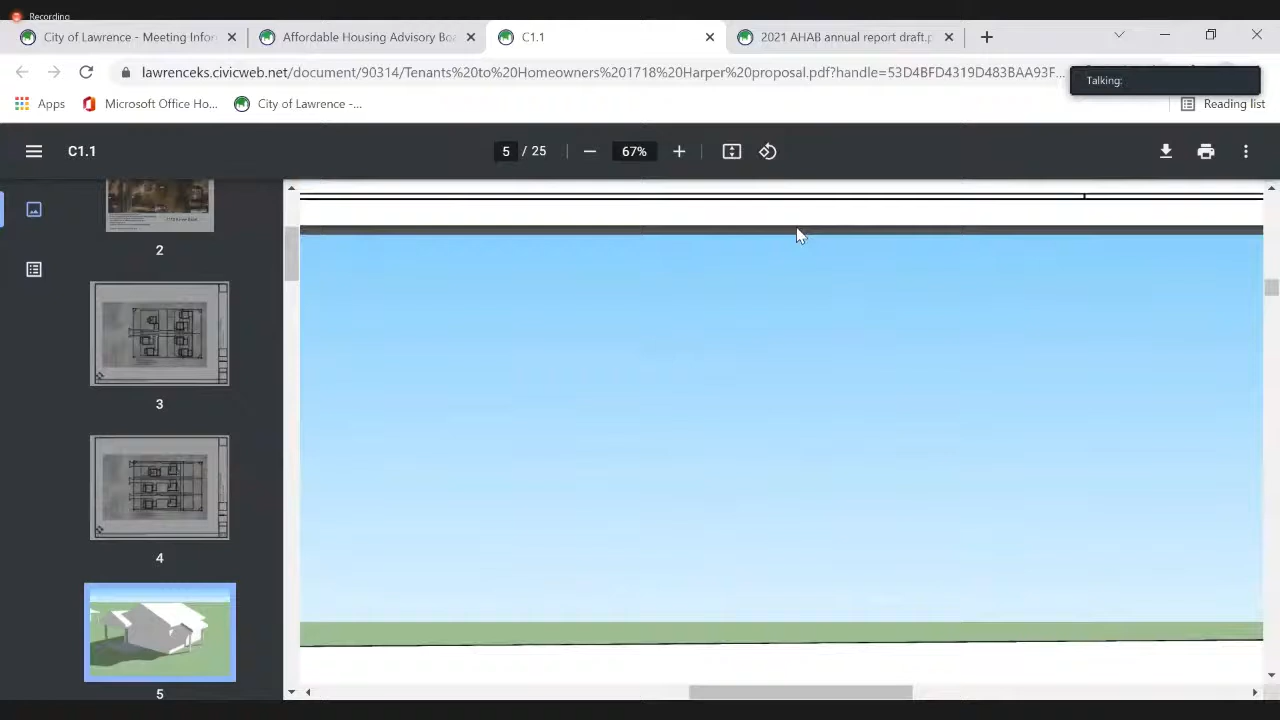 Recording
City of Lawrence - Meeting Infor
Affordable Housing Advisory Boa
C1.1
2021 AHAB annual report draft.p
lawrenceks.civicweb.net/document/90314/Tenants%20to%20Homeowners%201718%20Harper%20proposal.pdf?handle=53D4BFD4319D483BAA93F...
Talking:
Apps
Microsoft Office Ho...
City of Lawrence -...
Reading list
C1.1
5 / 25
67%
2
3
4
5